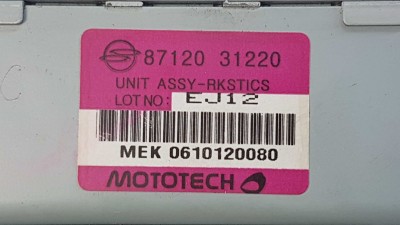 87120 31220
UNIT ASSY-RKSTICS
LOT NO: EJ12
MEK 0610120080
MOTOTECH